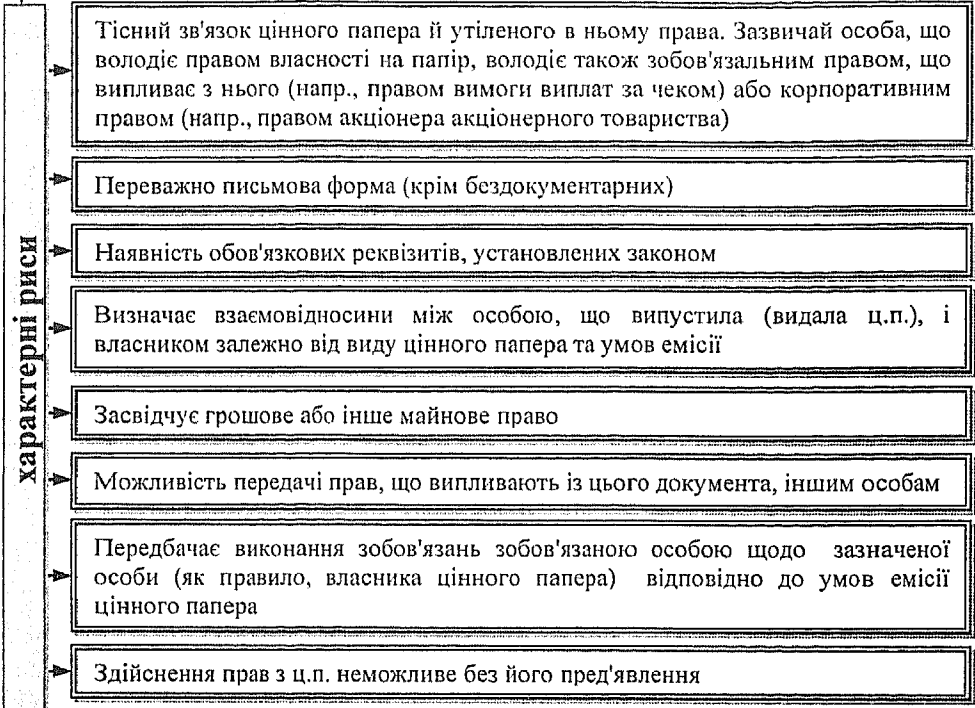 характерні риси
Тісний зв'язок цінного папера й утіленого в ньому права. Зазвичай особа, що
володіє правом власності на папір, володіє також зобов'язальним правом, що
випливає з нього (напр., правом вимоги виплат за чеком) або корпоративним
правом (напр., правом акціонера акціонерного товариства)
Переважно письмова форма (крім бездокументарних)
Наявність обов'язкових реквізитів, установлених законом
Визначає взаємовідносини між особою, що випустила (видала ц.п.), і
власником залежно від виду цінного папера та умов емісії
Засвідчує грошове або інше майнове право
Можливість передачі прав, що випливають із цього документа, іншим особам
Передбачає виконання зобов'язань зобов'язаною особою щодо зазначеної
особи (як правило, власника цінного папера) відповідно до умов емісії
цінного папера
Здійснення прав з ц.п. неможливе без його пред'явлення